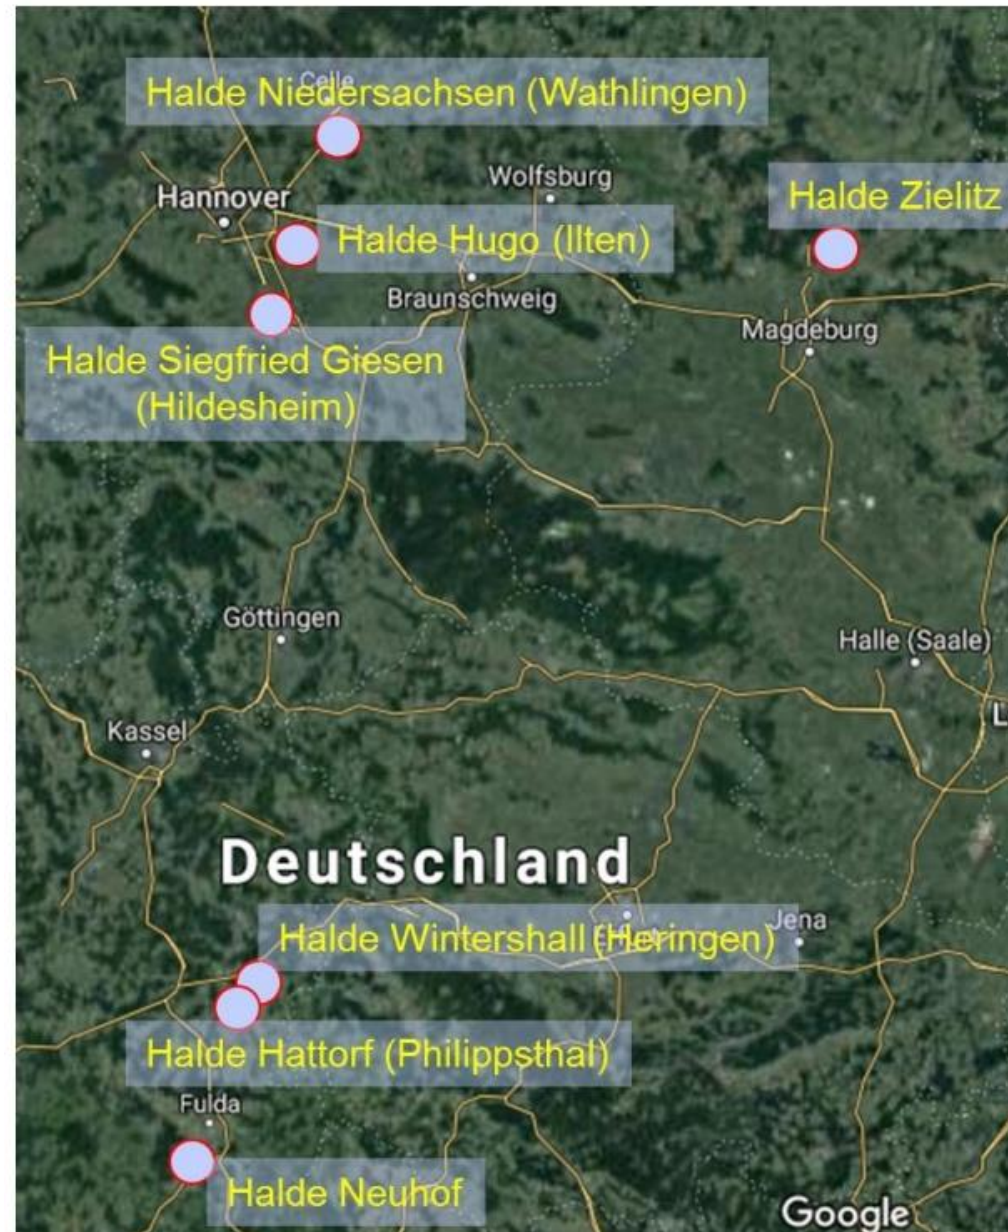 Celle
Halde Niedersachsen (Wathlingen)
Wolfsburg
Halde Zielitz
Hannover
Halde Hugo (Ilten)
Braunschweig
Magdeburg
Halde Siegfried Giesen
(Hildesheim)
Göttingen
Halle (Saale)
L
Kassel
Deutschland
Jena
Halde Wintershall (Heringen)
Halde Hattorf (Philippsthal)
Fulda
Halde Neuhof
Google